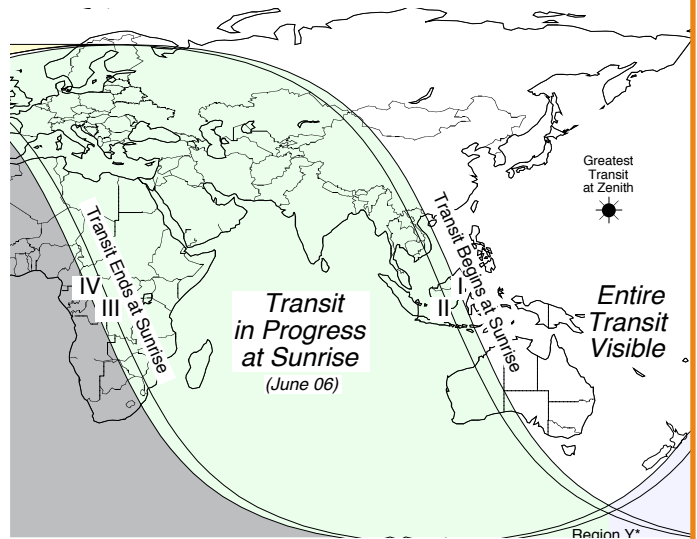 Greatest
Transit
at Zenith
Transit Begins at Sunrise
Transit Ends at Sunrise
IV
III
I
II
Transit
in Progress
at Sunrise
(June 06)
Entire
Transit
Visible
Region Y*